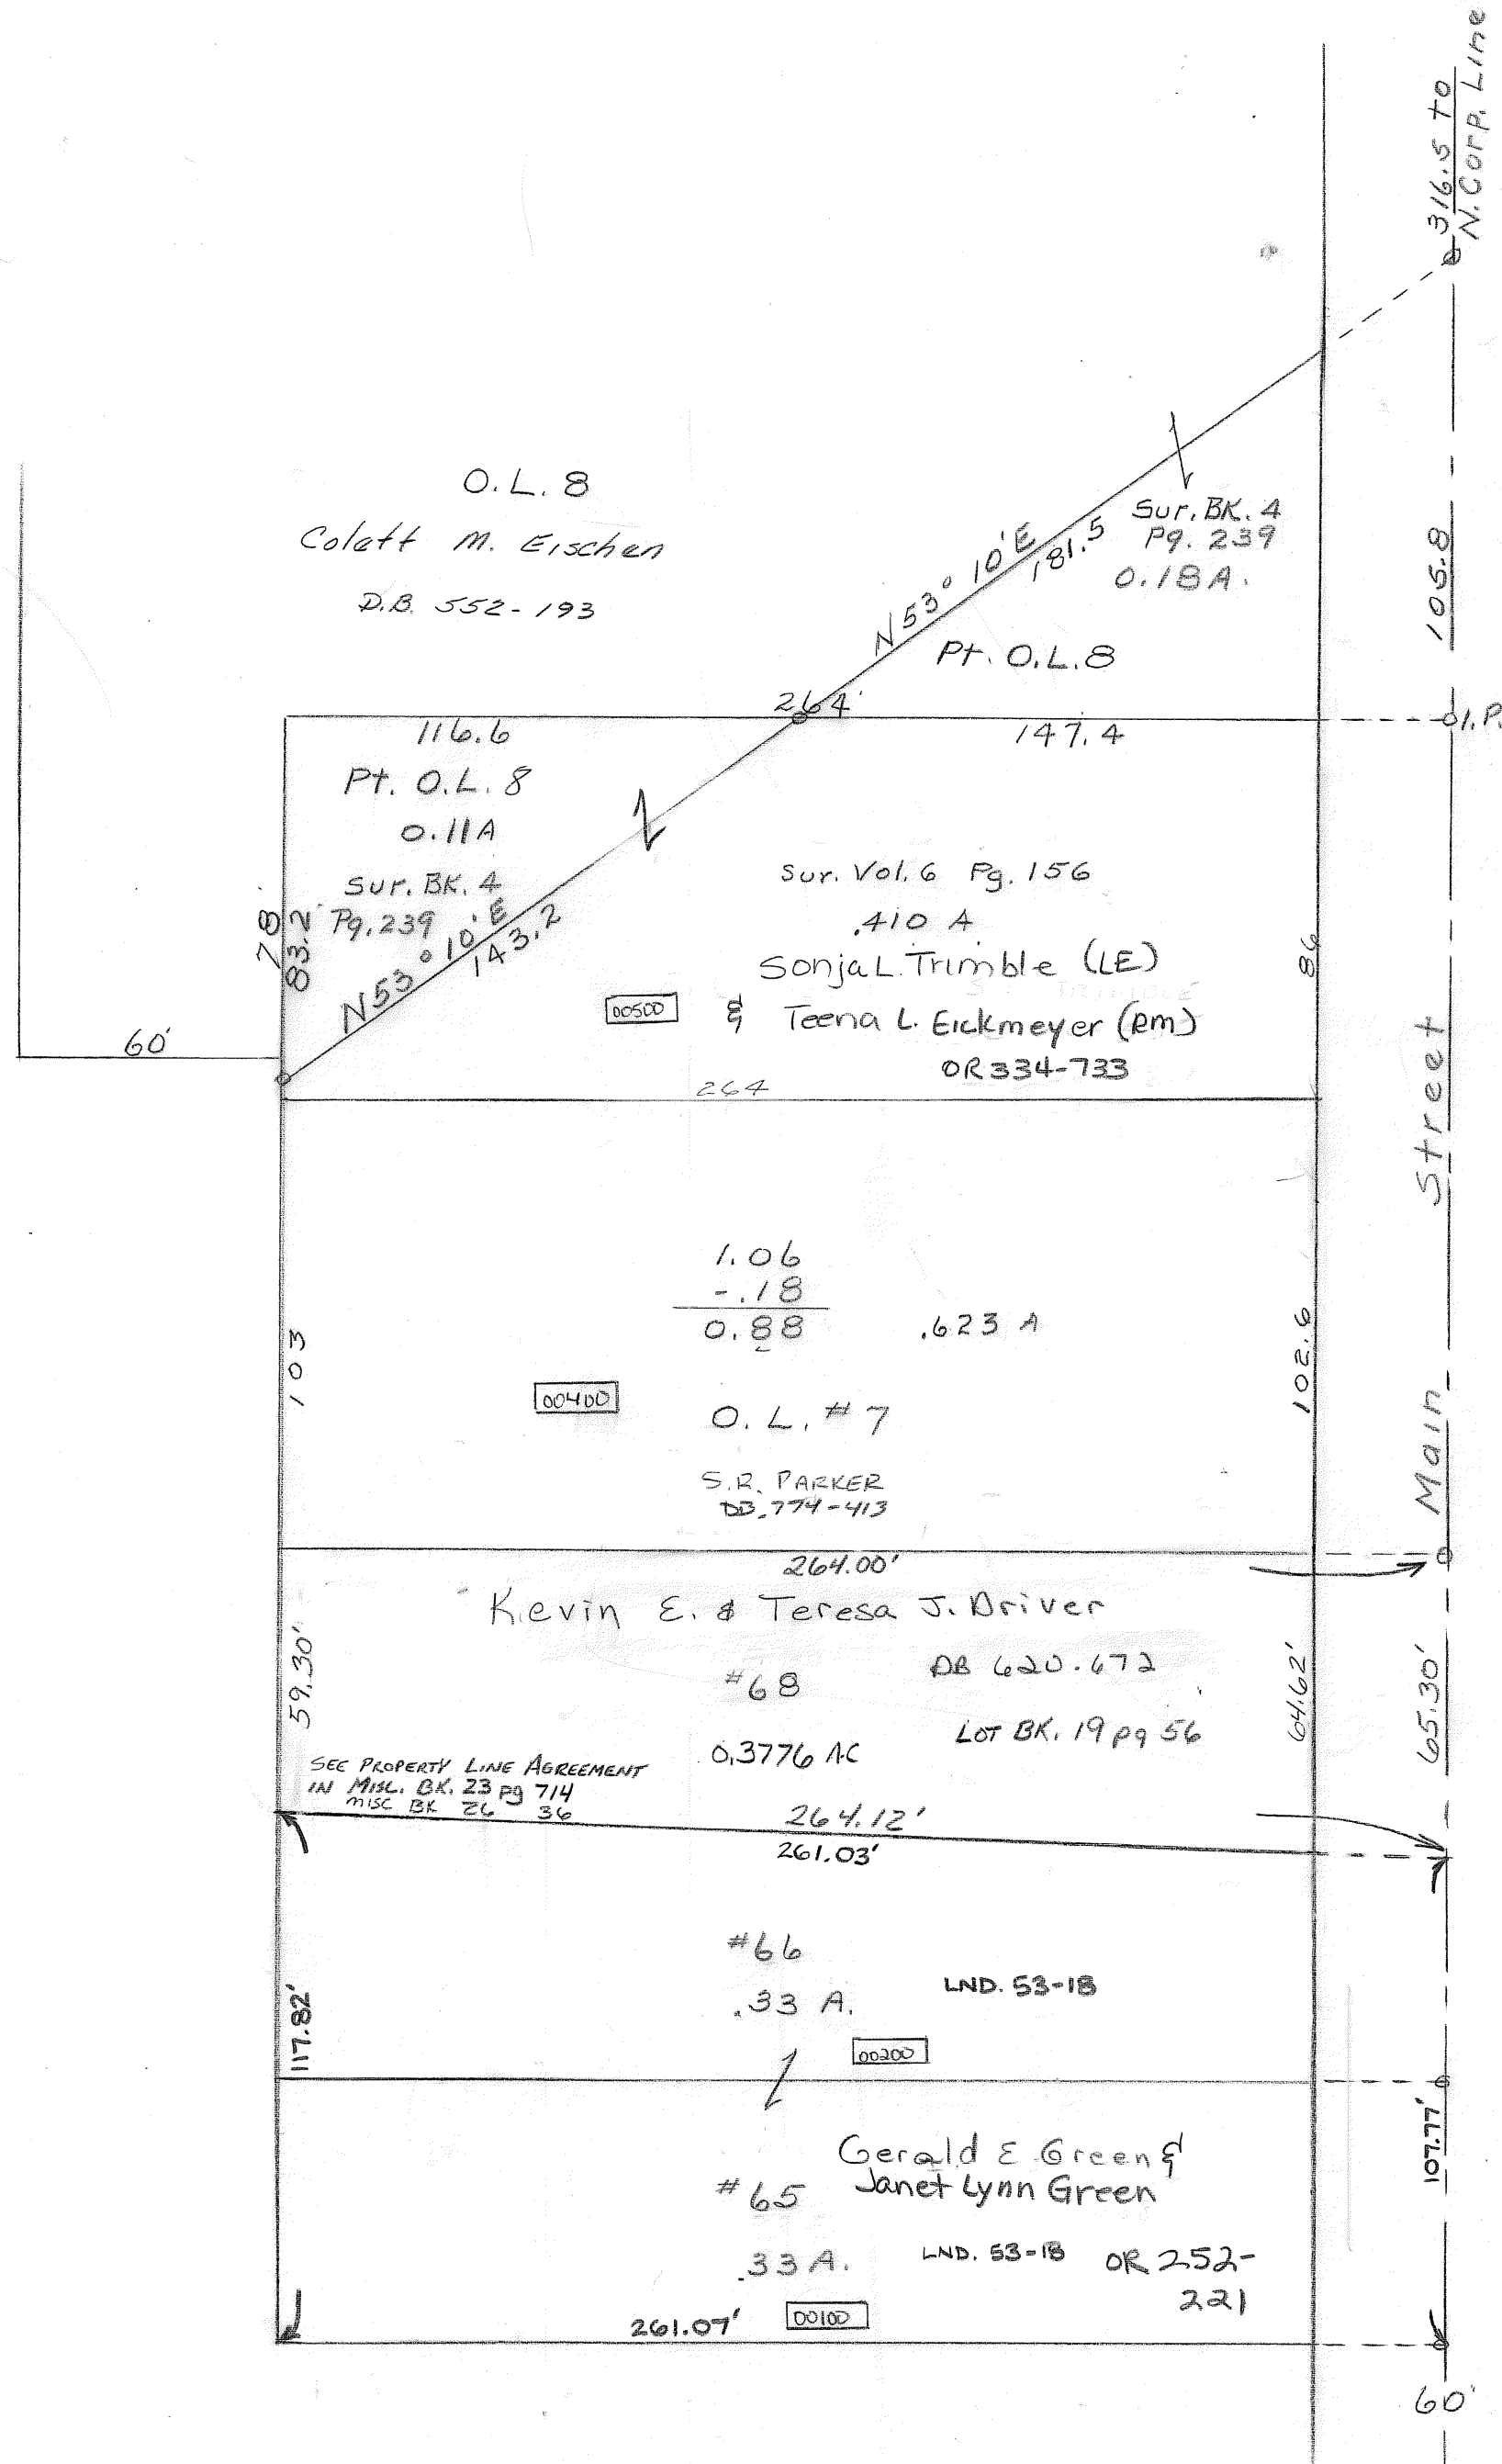 316.5 to
N. Corp. Line
O.L. 8
Colett M. Eischen
D.B. 552-193
Sur. BK. 4
Pg. 239
0.18 A.
N 53° 10' E
181.5
Pt. O.L. 8
105.8
264'
116.6
147.4
I.P.
Pt. O.L. 8
0.11 A
Sur. BK. 4
Pg. 239
78
83.2
N 53° 10' E
143.2
Sur. Vol. 6 Pg. 156
.410 A
Sonja L. Trimble (LE)
00500
& Teena L. Eickmeyer (Rm)
OR 334-733
86
60'
264
Main Street
1.06
-.18
0.88
.623 A
103
102.6
00400
O. L. #7
S.R. PARKER
DB. 774-413
264.00'
Kevin E. & Teresa J. Driver
#68
DB 620-672
59.30'
64.62'
65.30'
0.3776 AC
LOT BK. 19 pg 56
SEE PROPERTY LINE AGREEMENT
IN MISC. BK. 23 pg 714
MISC BK 26 36
264.12'
261.03'
#66
.33 A.
LND. 53-18
117.82'
00200
107.77'
Gerald E Green &
Janet Lynn Green
#65
.33 A.
LND. 53-18
OR 252-
221
261.07'
00100
60'